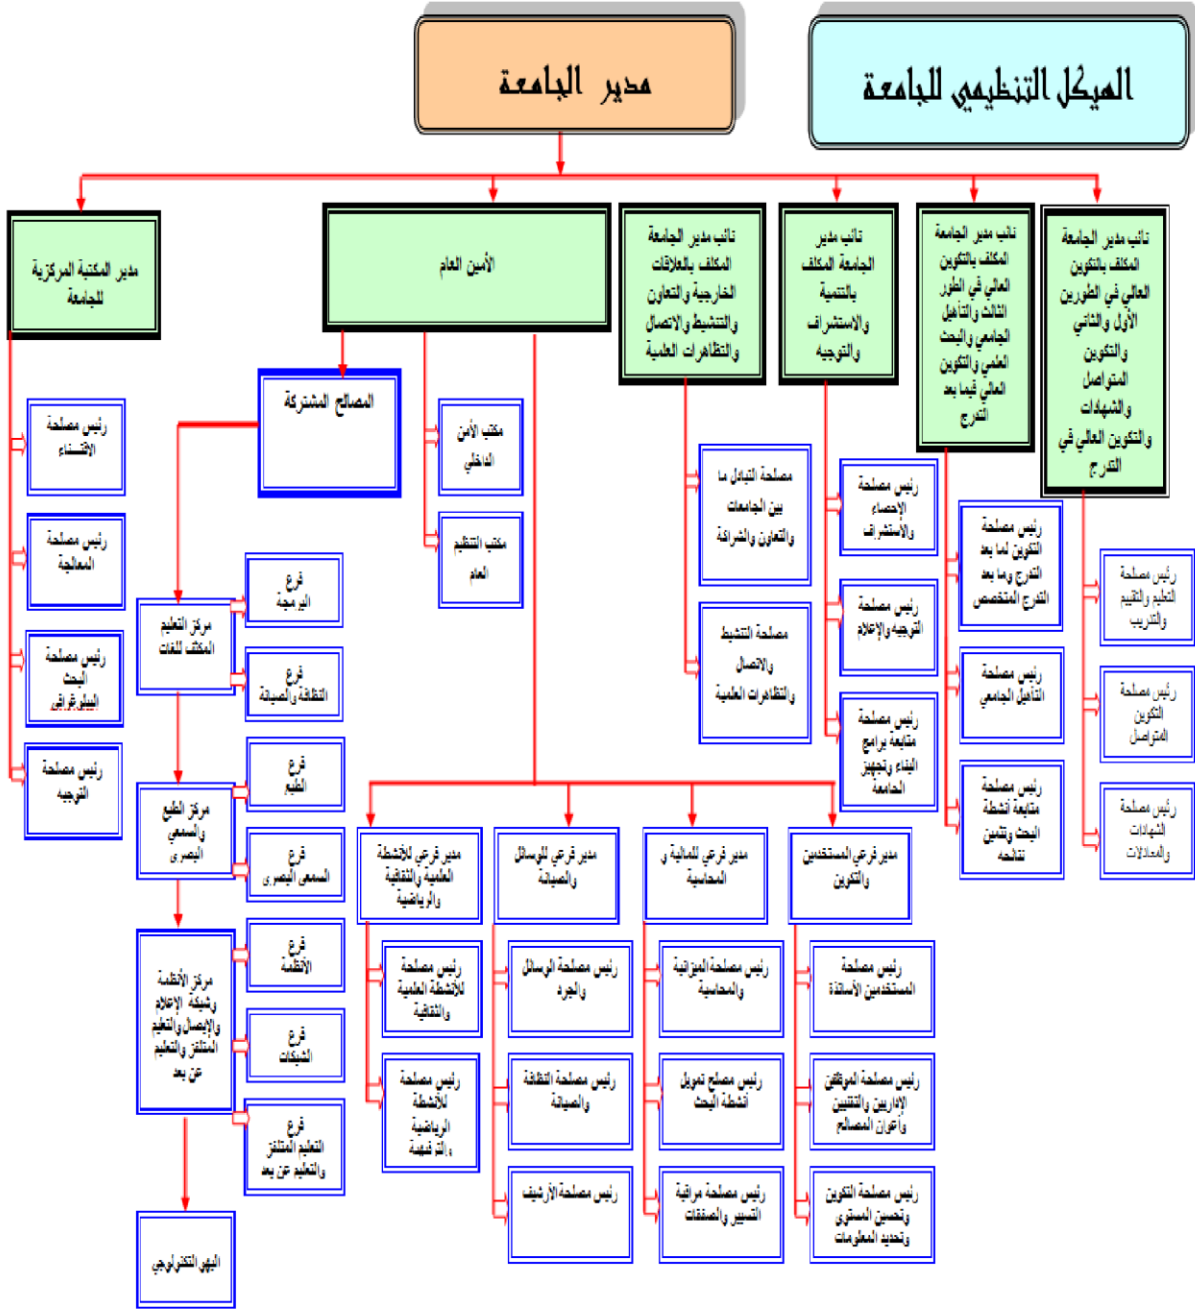 الهيكل التنظيمي للجامعة
مدير الجامعة
نائب مدير الجامعة
المكلف بالتكوين
العالي في الطورين
الأول والثاني
والتكوين
المتواصل
والشهادات
والتكوين العالي في
التدرج
نائب مدير الجامعة
المكلف بالتكوين
العالي في الطور
الثالث والتأهيل
الجامعي والبحث
العلمي والتكوين
العالي فيما بعد
التدرج
نائب مدير
الجامعة المكلف
بالتنمية
والاستشراف
والتوجيه
نائب مدير الجامعة
المكلف بالعلاقات
الخارجية والتعاون
والتنشيط والاتصال
والتظاهرات العلمية
الأمين العام
مدير المكتبة المركزية
للجامعة
رئيس مصلحة
التعليم والتقييم
والتدريب
رئيس مصلحة
التكوين
المتواصل
رئيس مصلحة
الشهادات
والمعادلات
رئيس مصلحة
التكوين لما بعد
التدرج وما بعد
التدرج المتخصص
رئيس مصلحة
التأهيل الجامعي
رئيس مصلحة
متابعة أنشطة
البحث وتثمين
نتائجه
رئيس مصلحة
الإحصاء
والاستشراف
رئيس مصلحة
التوجيه والإعلام
رئيس مصلحة
متابعة برامج
البناء وتجهيز
الجامعة
مصلحة التبادل ما
بين الجامعات
والتعاون والشراكة
مصلحة التنشيط
والاتصال
والتظاهرات العلمية
مكتب الأمن
الداخلي
مكتب التنظيم
العام
المصالح المشتركة
مركز التعليم
المكثف للغات
فرع
البرمجة
فرع
النظافة والصيانة
مركز الطبع
والسمعي
البصري
فرع
الطبع
فرع
السمعي البصري
مركز الأنظمة
وشبكة الإعلام
والإيصال والتعليم
المتلفز والتعليم
عن بعد
فرع
الأنظمة
فرع
الشبكات
فرع
التعليم المتلفز
والتعليم عن بعد
البهو التكنولوجي
رئيس مصلحة
الاقتناء
رئيس مصلحة
المعالجة
رئيس مصلحة
البحث
البيليوغرافي
رئيس مصلحة
التوجيه
مدير فرعي المستخدمين
والتكوين
رئيس مصلحة
المستخدمين الأساتذة
رئيس مصلحة الموظفين
الإداريين والتقنيين
وأعوان المصالح
رئيس مصلحة التكوين
وتحسين المستوى
وتجديد المعلومات
مدير فرعي للمالية و
المحاسبة
رئيس مصلحة الميزانية
والمحاسبة
رئيس مصلح تمويل
أنشطة البحث
رئيس مصلحة مراقبة
التسيير والصفقات
مدير فرعي للوسائل
والصيانة
رئيس مصلحة الوسائل
والجرد
رئيس مصلحة النظافة
والصيانة
رئيس مصلحة الأرشيف
مدير فرعي للأنشطة
العلمية والثقافية
والرياضية
رئيس مصلحة
للأنشطة العلمية
والثقافية
رئيس مصلحة
للأنشطة
الرياضية
والترفيهية